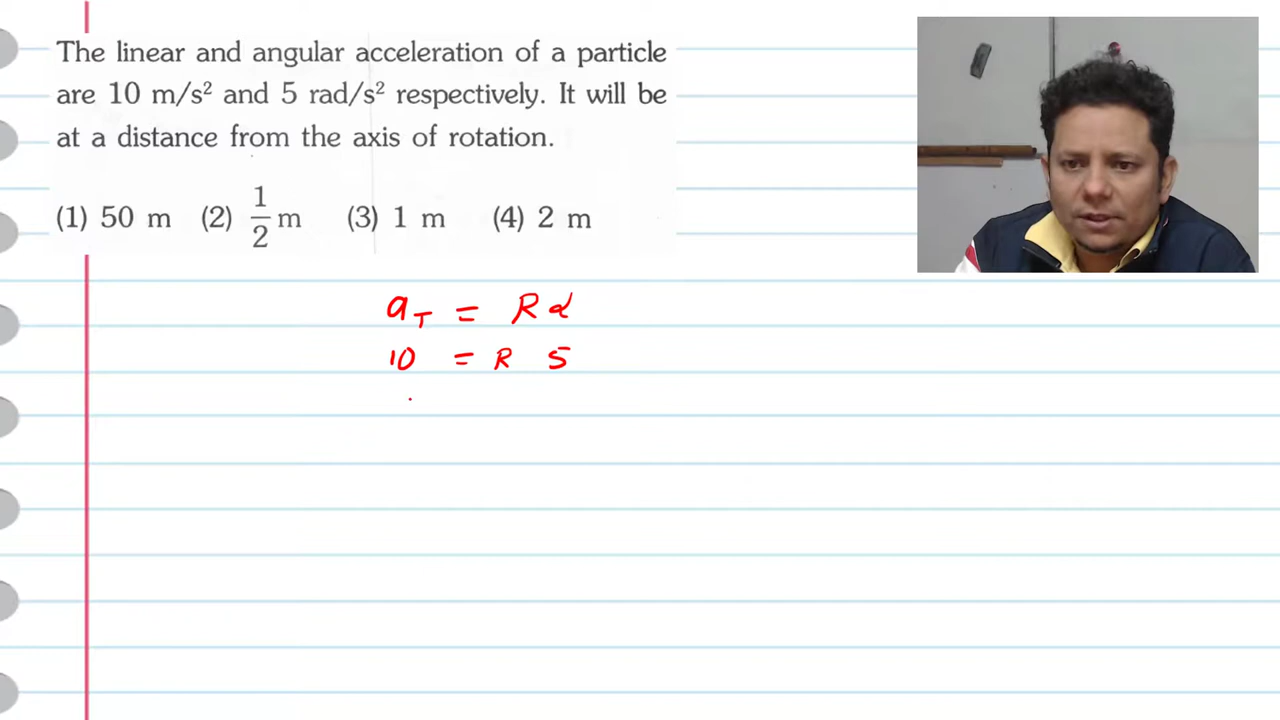 The linear and angular acceleration of a particle
are 10 m/s² and 5 rad/s² respectively. It will be
at a distance from the axis of rotation.
(1) 50 m (2) 1/2 m (3) 1 m (4) 2 m
a_T = R α
10 = R 5